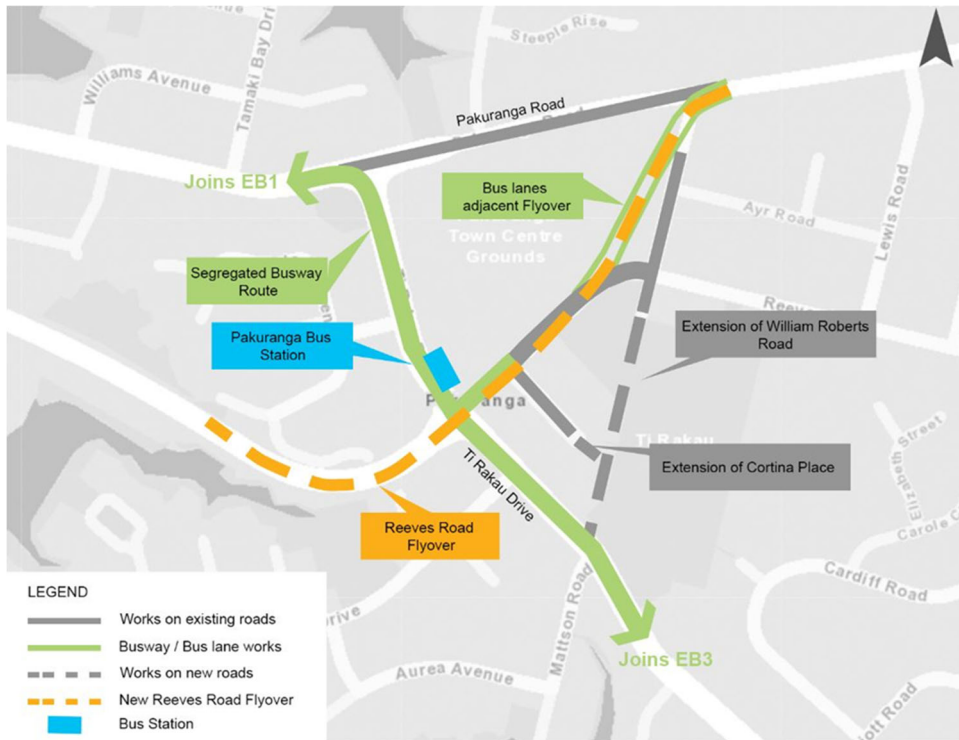 Steeple Rise
Williams Avenue
Tamaki Bay Dri
Pakuranga Road
Joins EB1
Bus lanes
adjacent Flyover
Town Centre
Grounds
Ayr Road
Lewis Road
Segregated Busway
Route
Reev
Extension of William Roberts
Road
Pakuranga Bus
Station
Ti Rakau
Elizabeth Street
Extension of Cortina Place
Ti Rakau Drive
Reeves Road
Flyover
Carole C
Cardiff Road
Mattson Road
Joins EB3
Aurea Avenue
LEGEND
Works on existing roads
Busway / Bus lane works
Works on new roads
New Reeves Road Flyover
Bus Station